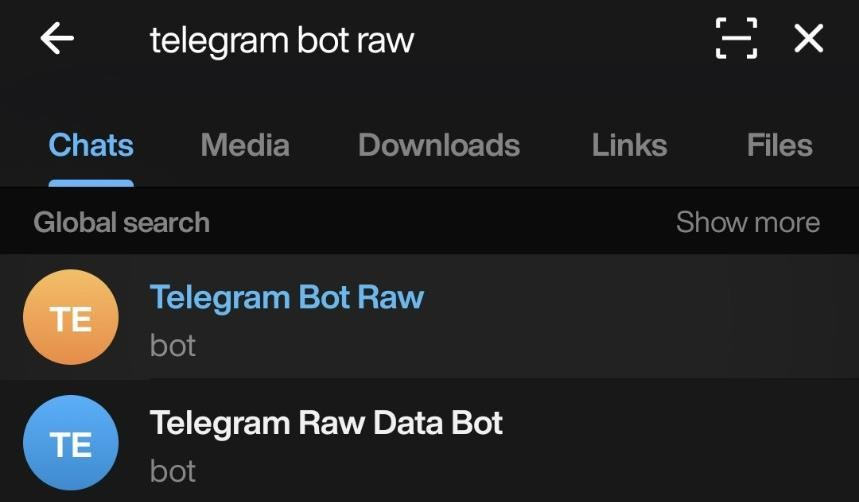 telegram bot raw
Chats Media Downloads Links Files
Global search Show more
TE Telegram Bot Raw
bot
TE Telegram Raw Data Bot
bot